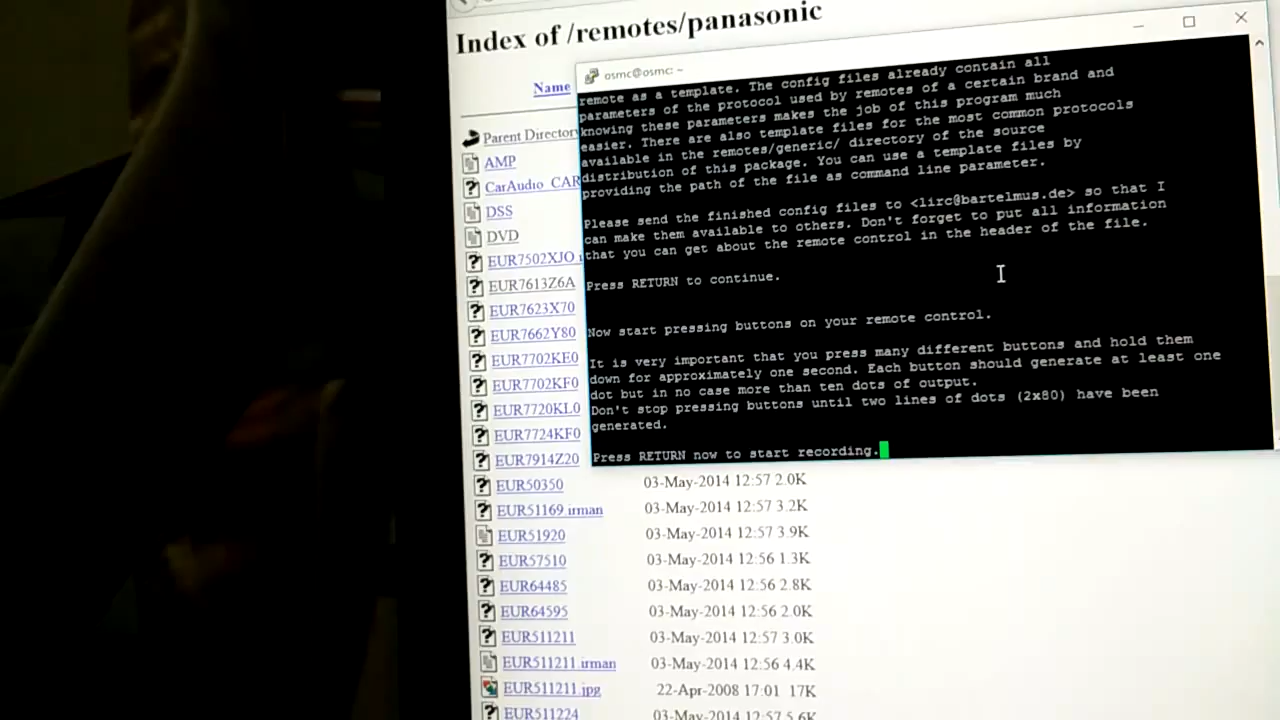 Index of /remotes/panasonic
Name
Parent Directory
AMP
CarAudio CAR
DSS
DVD
EUR7502XJO
EUR7613Z6A
EUR7623X70
EUR7662Y80
EUR7702KE0
EUR7702KF0
EUR7720KL0
EUR7724KF0
EUR7914Z20
EUR50350 03-May-2014 12:57 2.0K
EUR51169.irman 03-May-2014 12:57 3.2K
EUR51920 03-May-2014 12:57 3.9K
EUR57510 03-May-2014 12:56 1.3K
EUR64485 03-May-2014 12:56 2.8K
EUR64595 03-May-2014 12:56 2.0K
EUR511211 03-May-2014 12:57 3.0K
EUR511211.irman 03-May-2014 12:56 4.4K
EUR511211.jpg 22-Apr-2008 17:01 17K
EUR511224 03-May-2014 12:57 5.6K
osmc@osmc: ~
remote as a template. The config files already contain all
parameters of the protocol used by remotes of a certain brand and
knowing these parameters makes the job of this program much
easier. There are also template files for the most common protocols
available in the remotes/generic/ directory of the source
distribution of this package. You can use a template files by
providing the path of the file as command line parameter.
Please send the finished config files to <lirc@bartelmus.de> so that I
can make them available to others. Don't forget to put all information
that you can get about the remote control in the header of the file.
Press RETURN to continue.
Now start pressing buttons on your remote control.
It is very important that you press many different buttons and hold them
down for approximately one second. Each button should generate at least one
dot but in no case more than ten dots of output.
Don't stop pressing buttons until two lines of dots (2x80) have been
generated.
Press RETURN now to start recording.